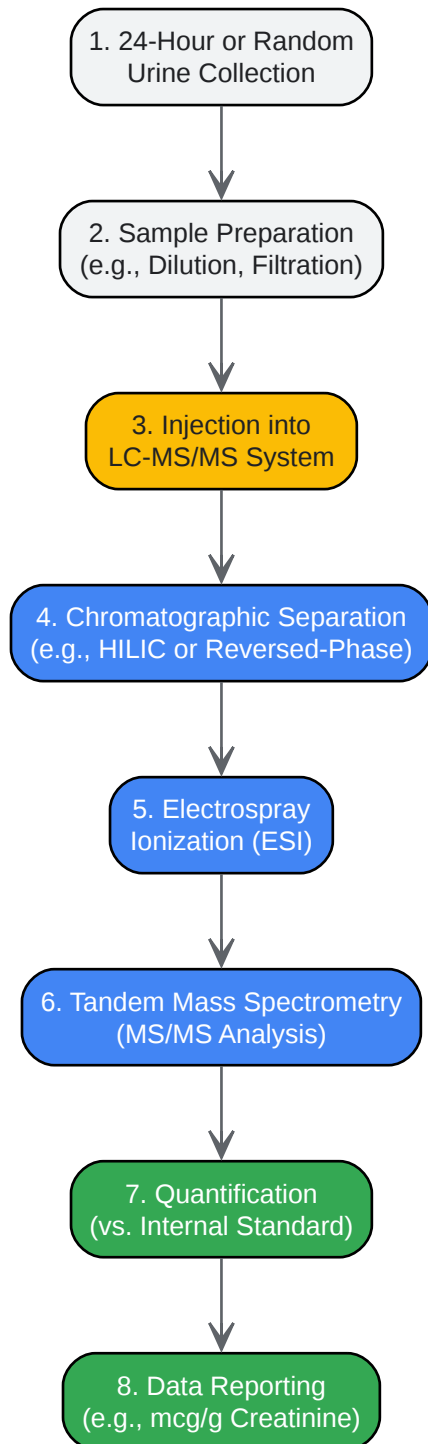 1. 24-Hour or Random
Urine Collection
2. Sample Preparation
(e.g., Dilution, Filtration)
3. Injection into
LC-MS/MS System
4. Chromatographic Separation
(e.g., HILIC or Reversed-Phase)
5. Electrospray
Ionization (ESI)
6. Tandem Mass Spectrometry
(MS/MS Analysis)
7. Quantification
(vs. Internal Standard)
8. Data Reporting
(e.g., mcg/g Creatinine)